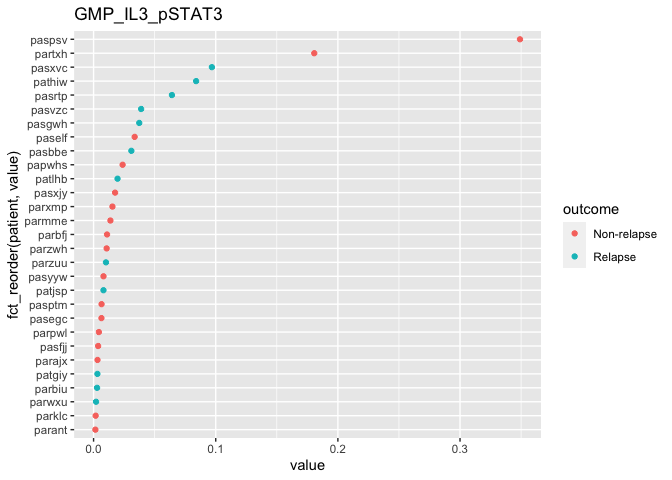 GMP_IL3_pSTAT3
fct_reorder(patient, value)
paspsv
partxh
pasxvc
pathiw
pasrtp
pasvzc
pasgwh
paself
pasbbe
papwhs
patlhb
pasxjy
parxmp
parmme
parbfj
parzwh
parzuu
pasyyw
patjsp
pasptm
pasegc
parpwl
pasfjj
parajx
patgiy
parbiu
parwxu
parklc
parant
0.0 0.1 0.2 0.3
value
outcome
Non-relapse
Relapse